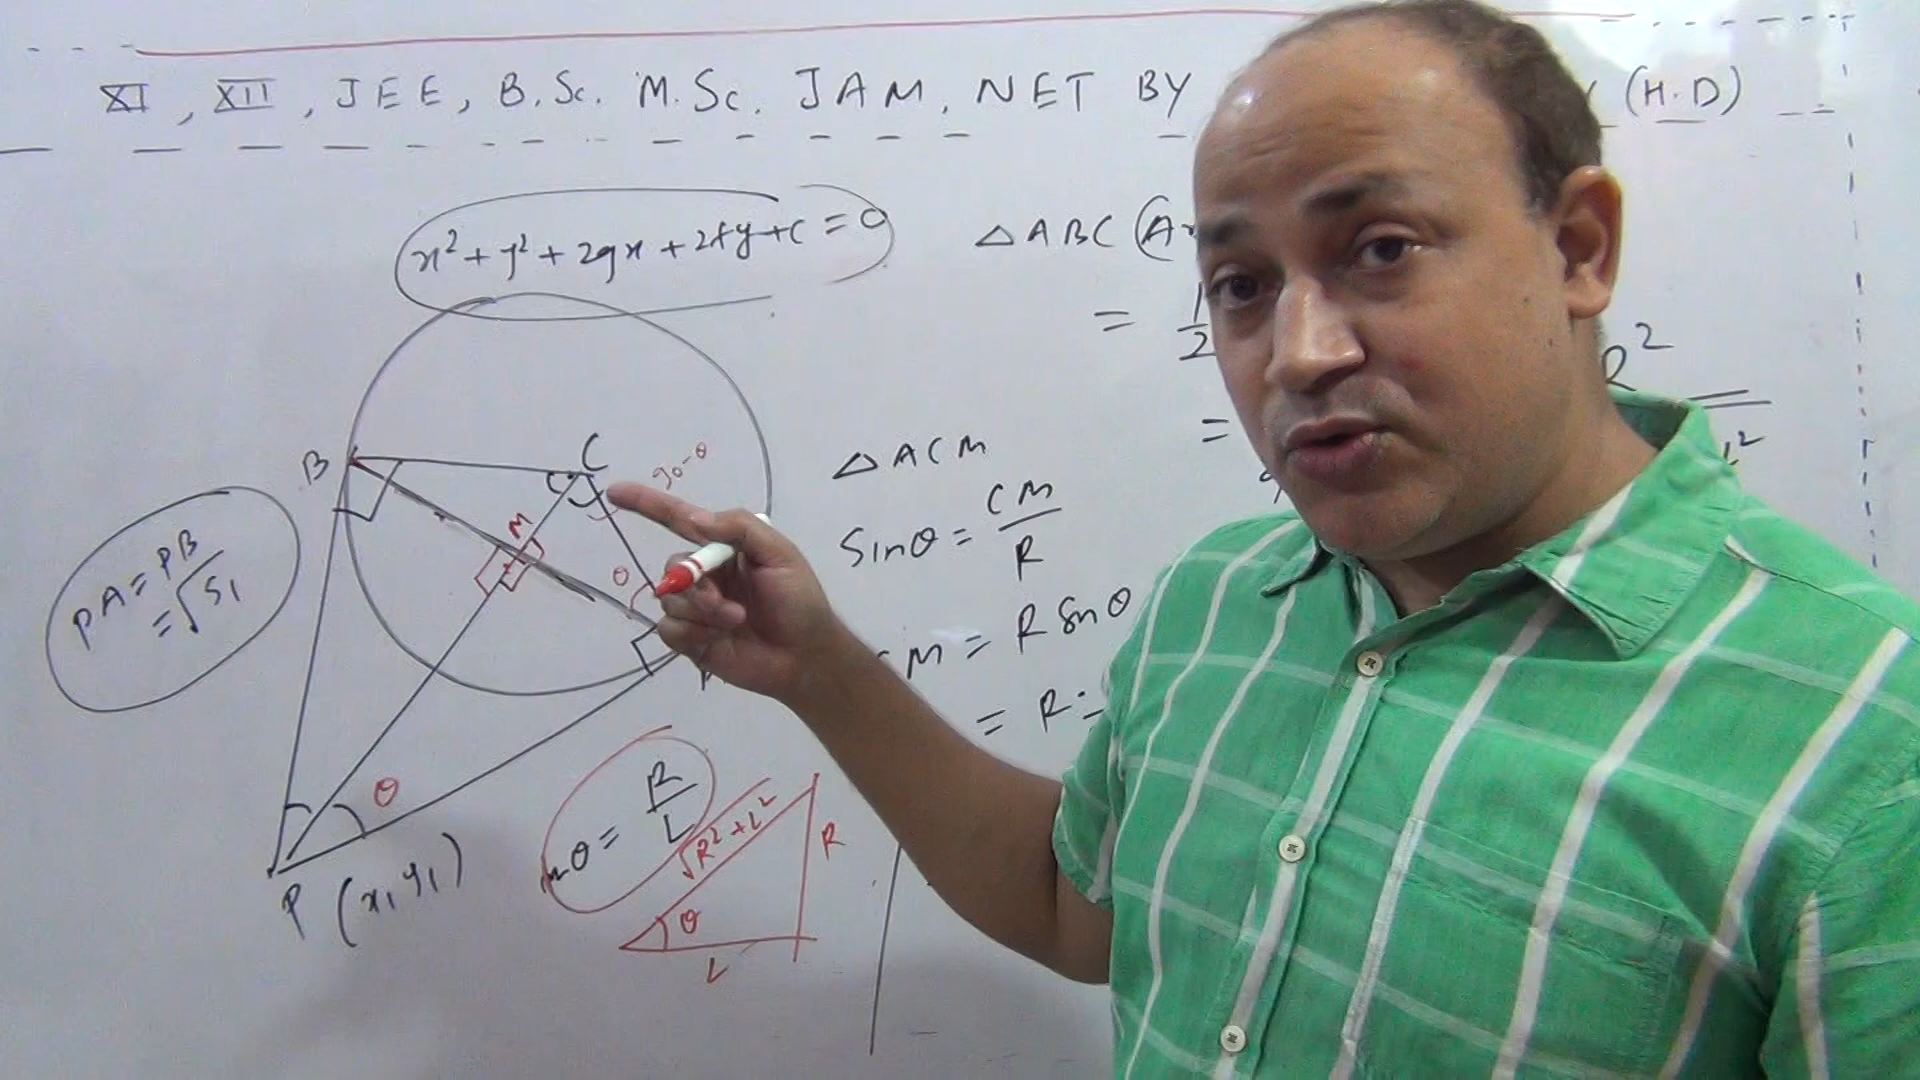 XI, XII, JEE, B.Sc. M.Sc. JAM, NET BY (H.D)
x² + y² + 2gx + 2fy + c = 0
△ABC (A
= 1/2 R²
=
B
C
90-θ
M
θ
PA = PB
= √S₁
△ACM
Sinθ = CM/R
M = R Sinθ
= R
θ
P (x₁ y₁)
nθ = R/L
√R²+L²
R
θ
L